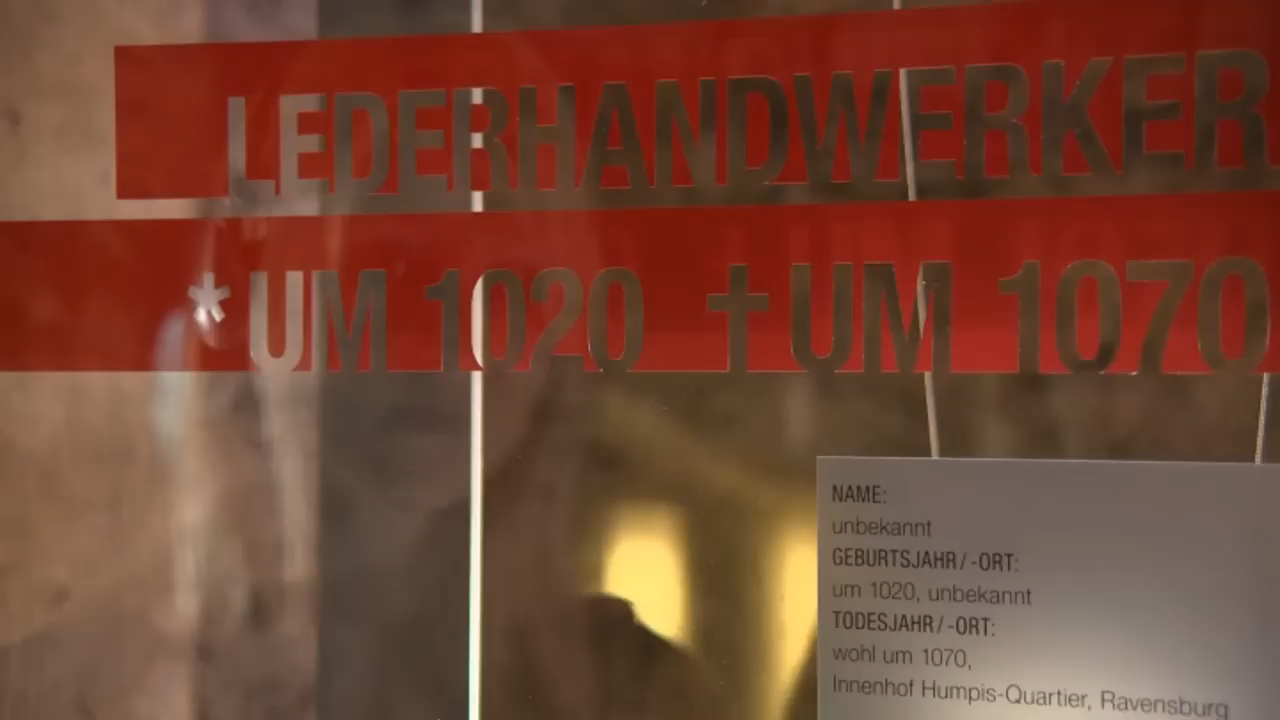 LEDERHANDWERKER
* UM 1020 † UM 1070
NAME:
unbekannt
GEBURTSJAHR/-ORT:
um 1020, unbekannt
TODESJAHR/-ORT:
wohl um 1070,
Innenhof Humpis-Quartier, Ravensburg